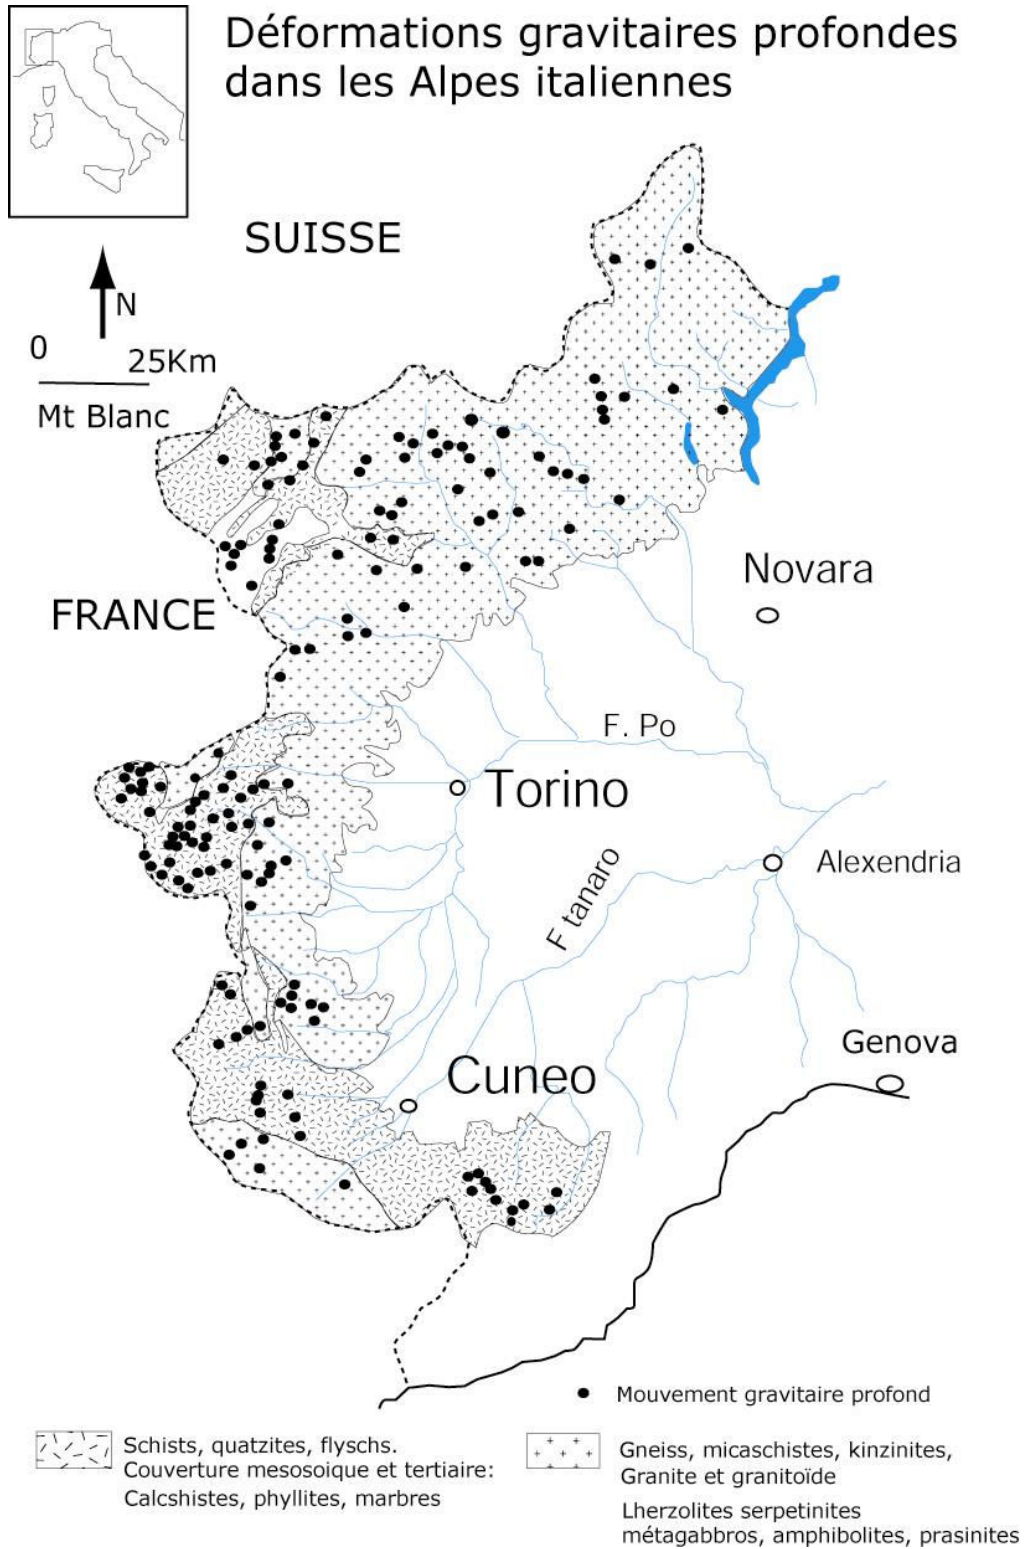 Déformations gravitaires profondes
dans les Alpes italiennes
SUISSE
N
0
25Km
Mt Blanc
Novara
FRANCE
F. Po
Torino
Alexendria
F tanaro
Genova
Cuneo
Mouvement gravitaire profond
Schists, quatzites, flyschs.
Couverture mesosoique et tertiaire:
Calcshistes, phyllites, marbres
Gneiss, micaschistes, kinzinites,
Granite et granitoïde
Lherzolites serpetinites
métagabbros, amphibolites, prasinites